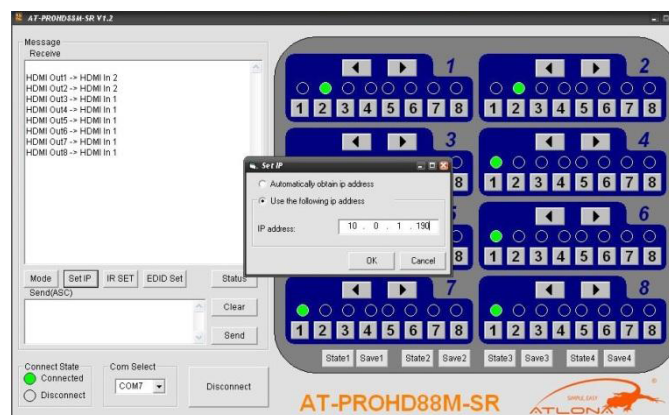 AT-PROHD88M-SR V1.2
Message
Receive
HDMI Out1 -> HDMI In 2
HDMI Out2 -> HDMI In 2
HDMI Out3 -> HDMI In 1
HDMI Out4 -> HDMI In 1
HDMI Out5 -> HDMI In 1
HDMI Out6 -> HDMI In 1
HDMI Out7 -> HDMI In 1
HDMI Out8 -> HDMI In 1
Mode Set IP IR SET EDID Set Status
Send(ASC)
Clear
Send
Connect State
Connected
Disconnect
Com Select
COM7
Disconnect
1
1 2 3 4 5 6 7 8
2
1 2 3 4 5 6 7 8
3
8
4
1 2 3 4 5 6 7 8
8
6
1 2 3 4 5 6 7 8
7
1 2 3 4 5 6 7 8
8
1 2 3 4 5 6 7 8
Set IP
Automatically obtain ip address
Use the following ip address
IP address: 10 . 0 . 1 . 190
OK Cancel
State1 Save1 State2 Save2 State3 Save3 State4 Save4
AT-PROHD88M-SR
SIMPLE, EASY
ATLONA